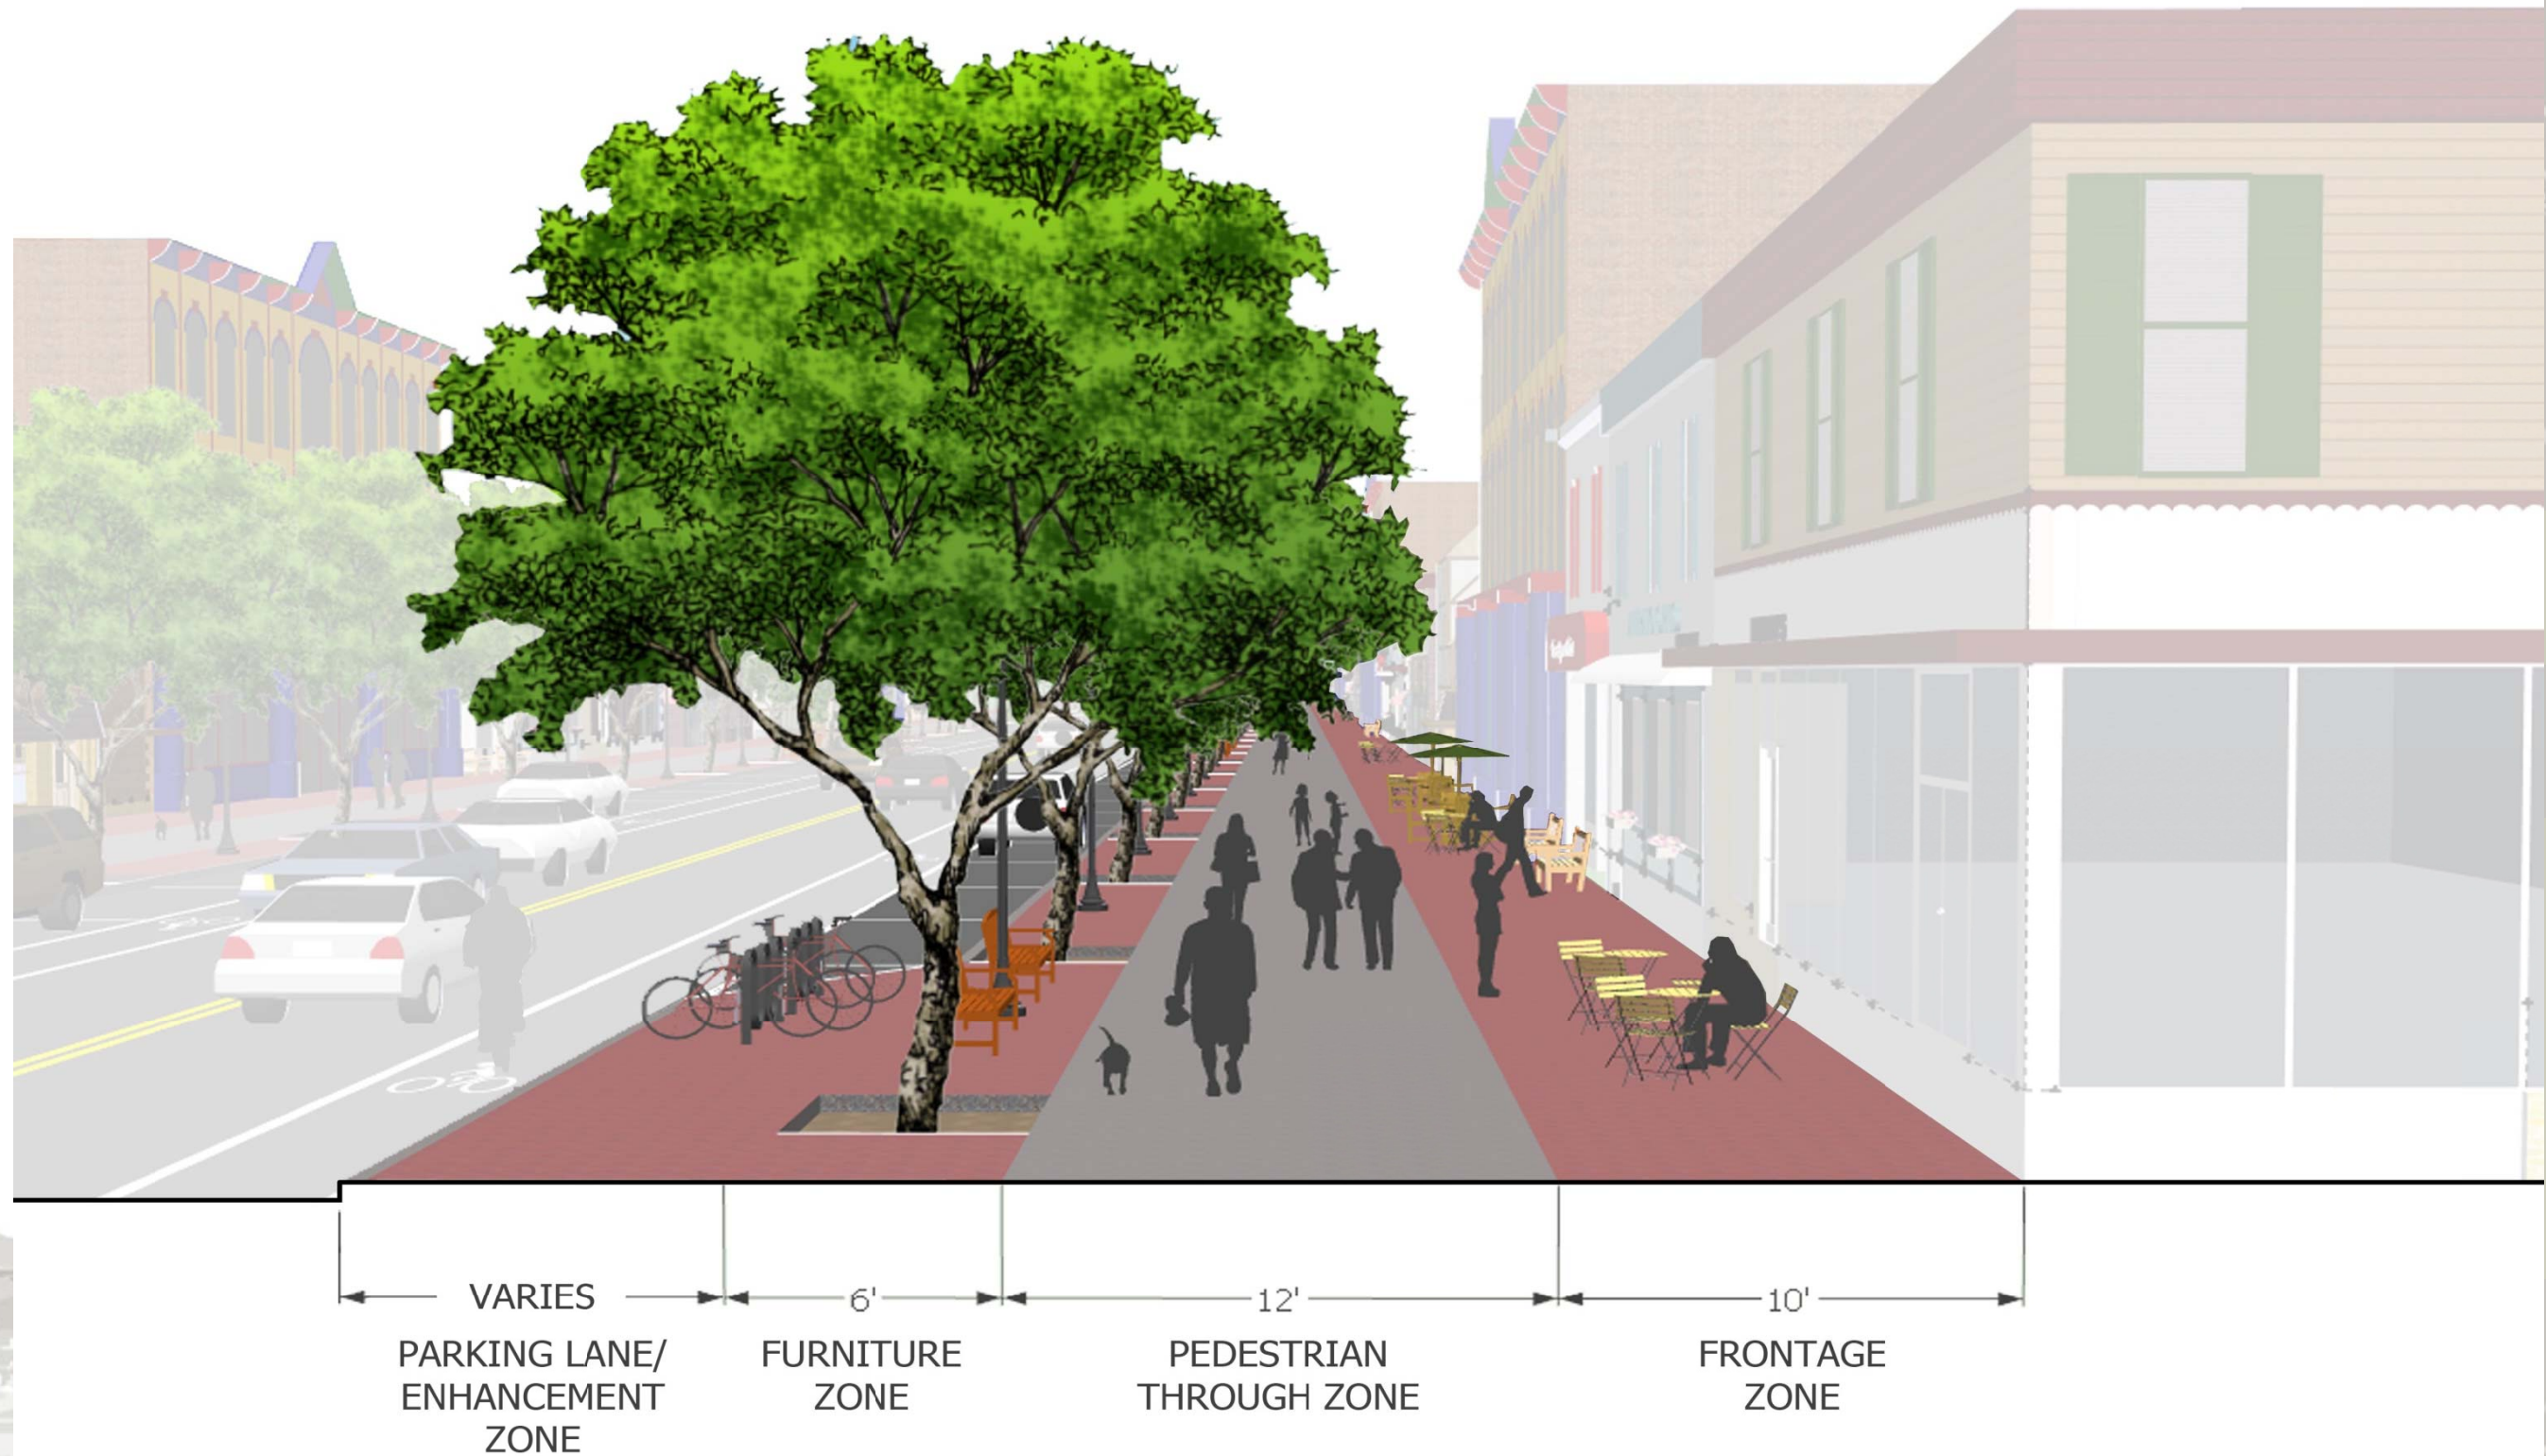 VARIES
6'
12'
10'
PARKING LANE/
ENHANCEMENT
ZONE
FURNITURE
ZONE
PEDESTRIAN
THROUGH ZONE
FRONTAGE
ZONE